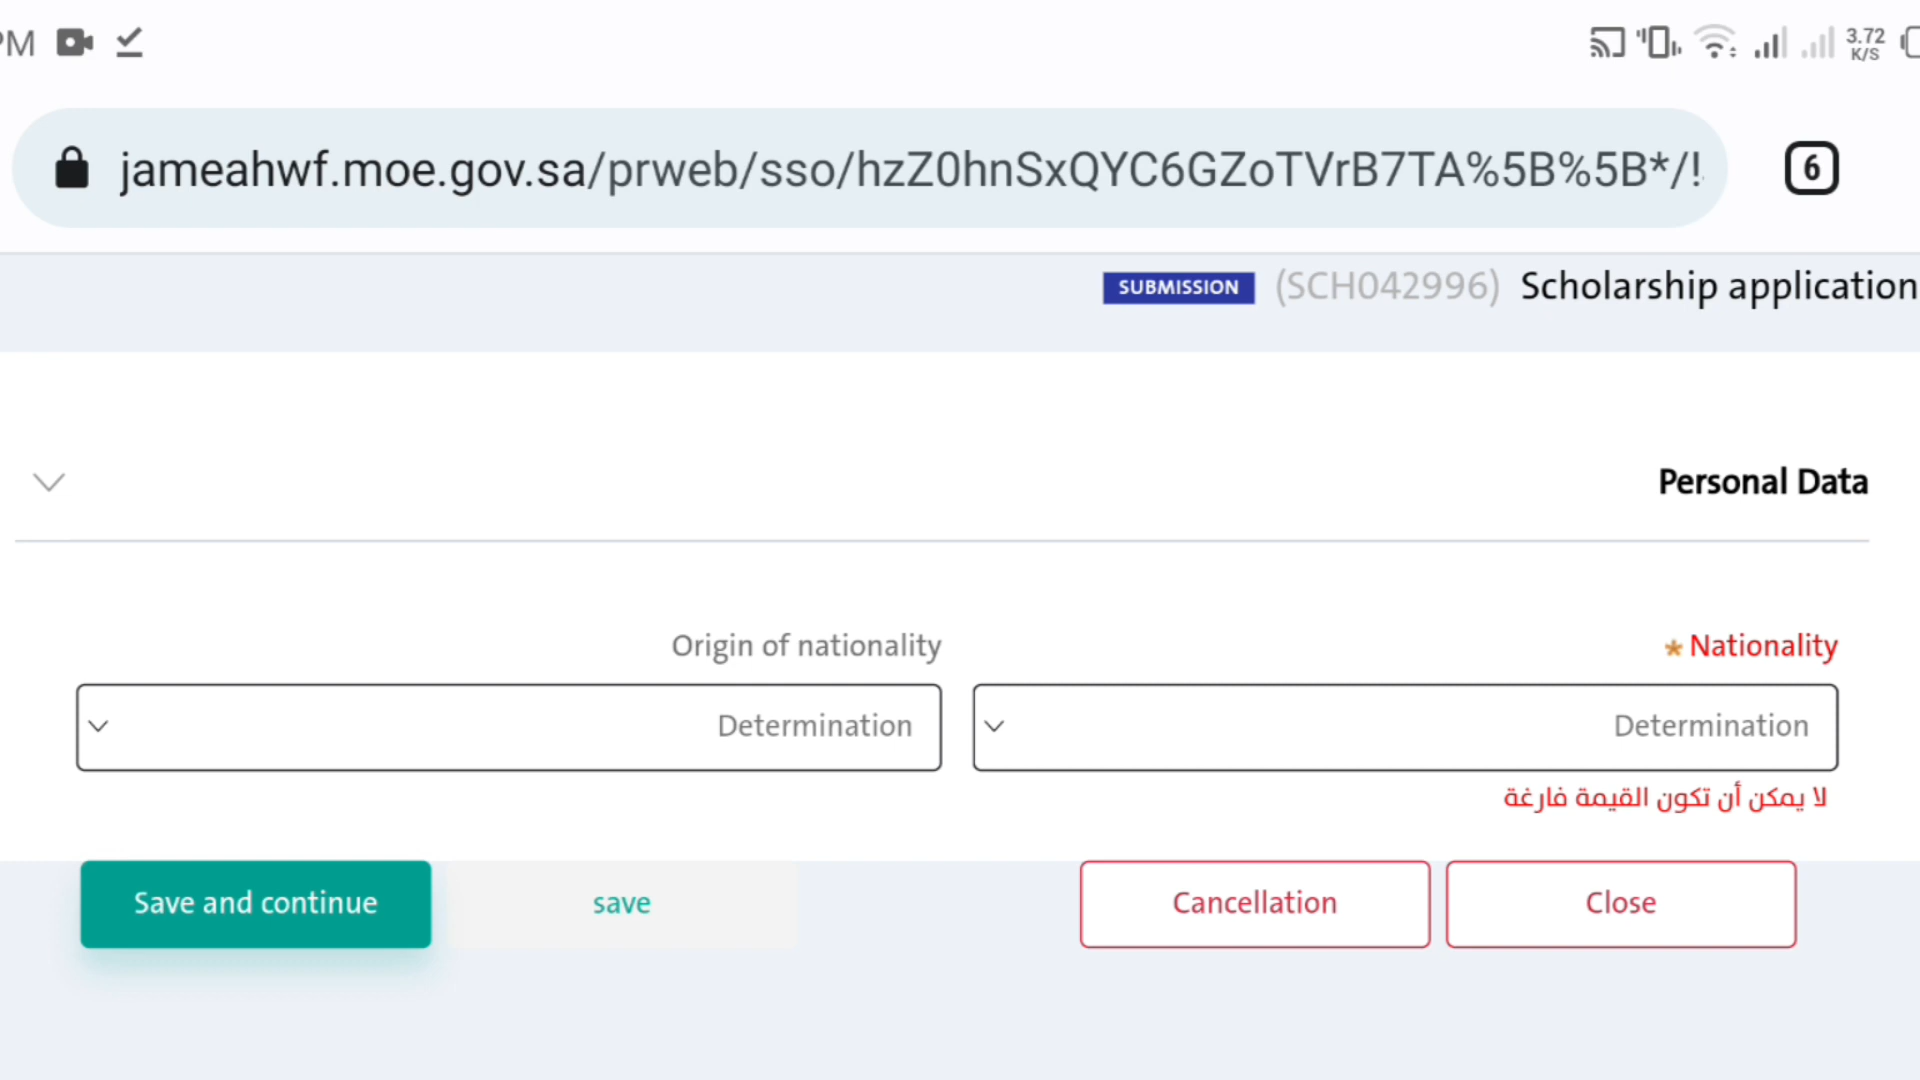 PM
3.72
K/S
jameahwf.moe.gov.sa/prweb/sso/hzZ0hnSxQYC6GZoTVrB7TA%5B%5B*/!
6
SUBMISSION (SCH042996) Scholarship application
Personal Data
Origin of nationality
* Nationality
Determination
Determination
لا يمكن أن تكون القيمة فارغة
Save and continue
save
Cancellation
Close